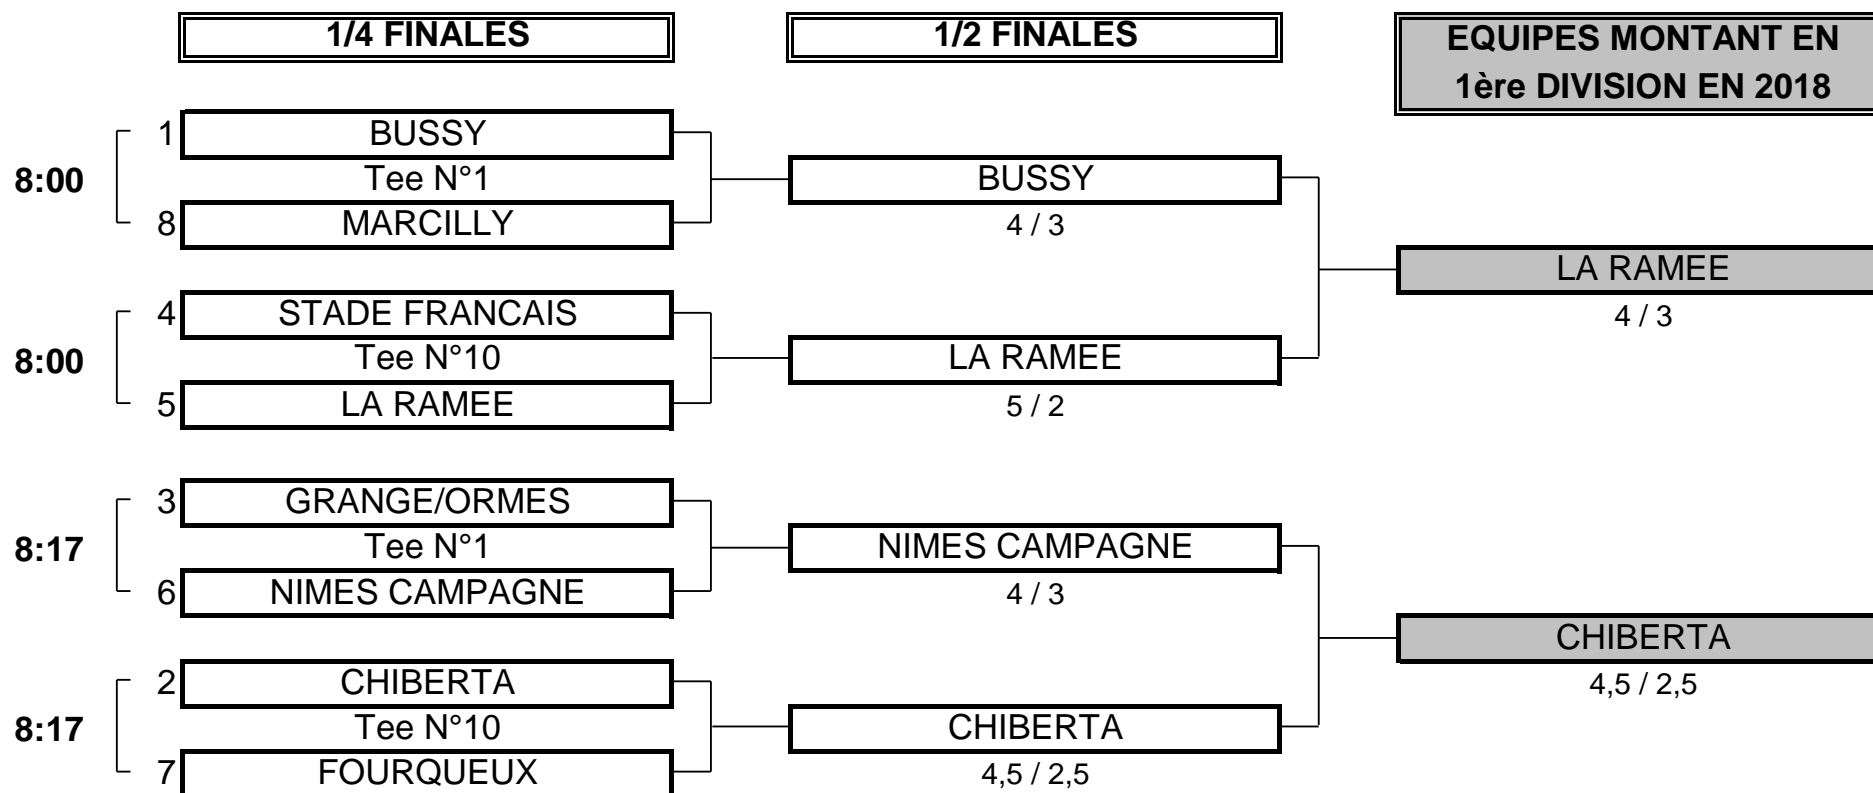 1/4 FINALES
1/2 FINALES
EQUIPES MONTANT EN
1ère DIVISION EN 2018
1 BUSSY
8:00 Tee N°1 BUSSY
8 MARCILLY 4 / 3
LA RAMEE
4 STADE FRANCAIS 4 / 3
8:00 Tee N°10 LA RAMEE
5 LA RAMEE 5 / 2
3 GRANGE/ORMES
8:17 Tee N°1 NIMES CAMPAGNE
6 NIMES CAMPAGNE 4 / 3
CHIBERTA
2 CHIBERTA 4,5 / 2,5
8:17 Tee N°10 CHIBERTA
7 FOURQUEUX 4,5 / 2,5